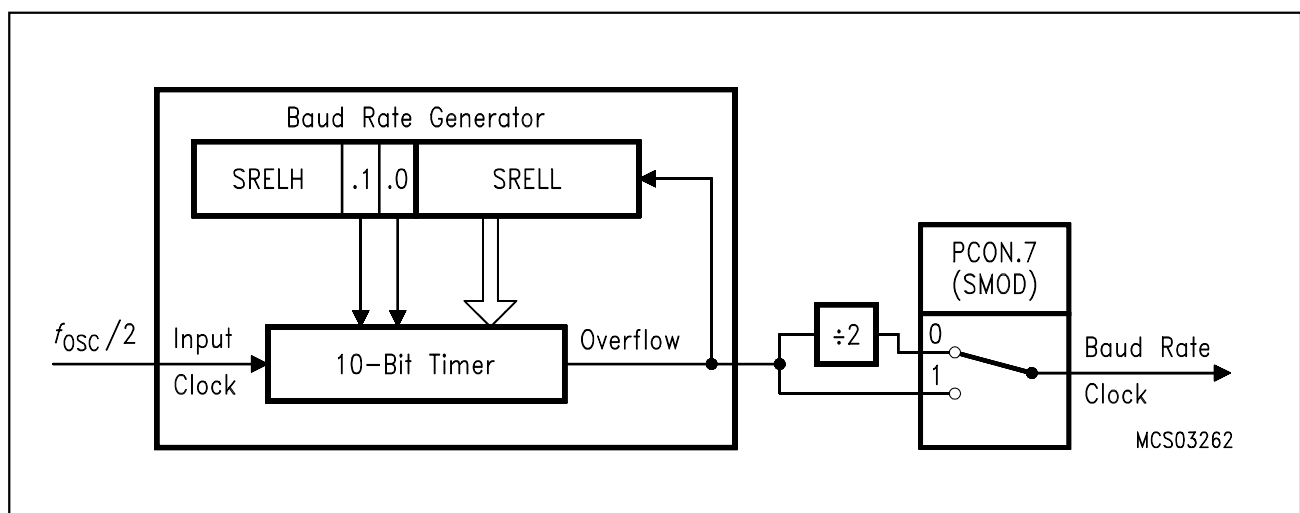 Baud Rate Generator
SRELH .1 .0 SRELL
PCON.7
(SMOD)
fOSC/2 Input
Clock
10-Bit Timer
Overflow
÷2
0
1
Baud Rate
Clock
MCS03262